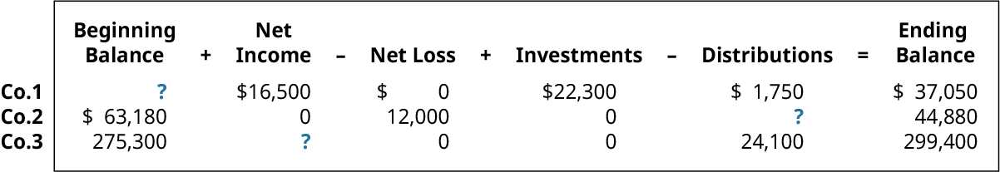 Beginning Net Ending
Balance + Income – Net Loss + Investments – Distributions = Balance
Co.1 ? $16,500 $ 0 $22,300 $ 1,750 $ 37,050
Co.2 $ 63,180 0 12,000 0 ? 44,880
Co.3 275,300 ? 0 0 24,100 299,400